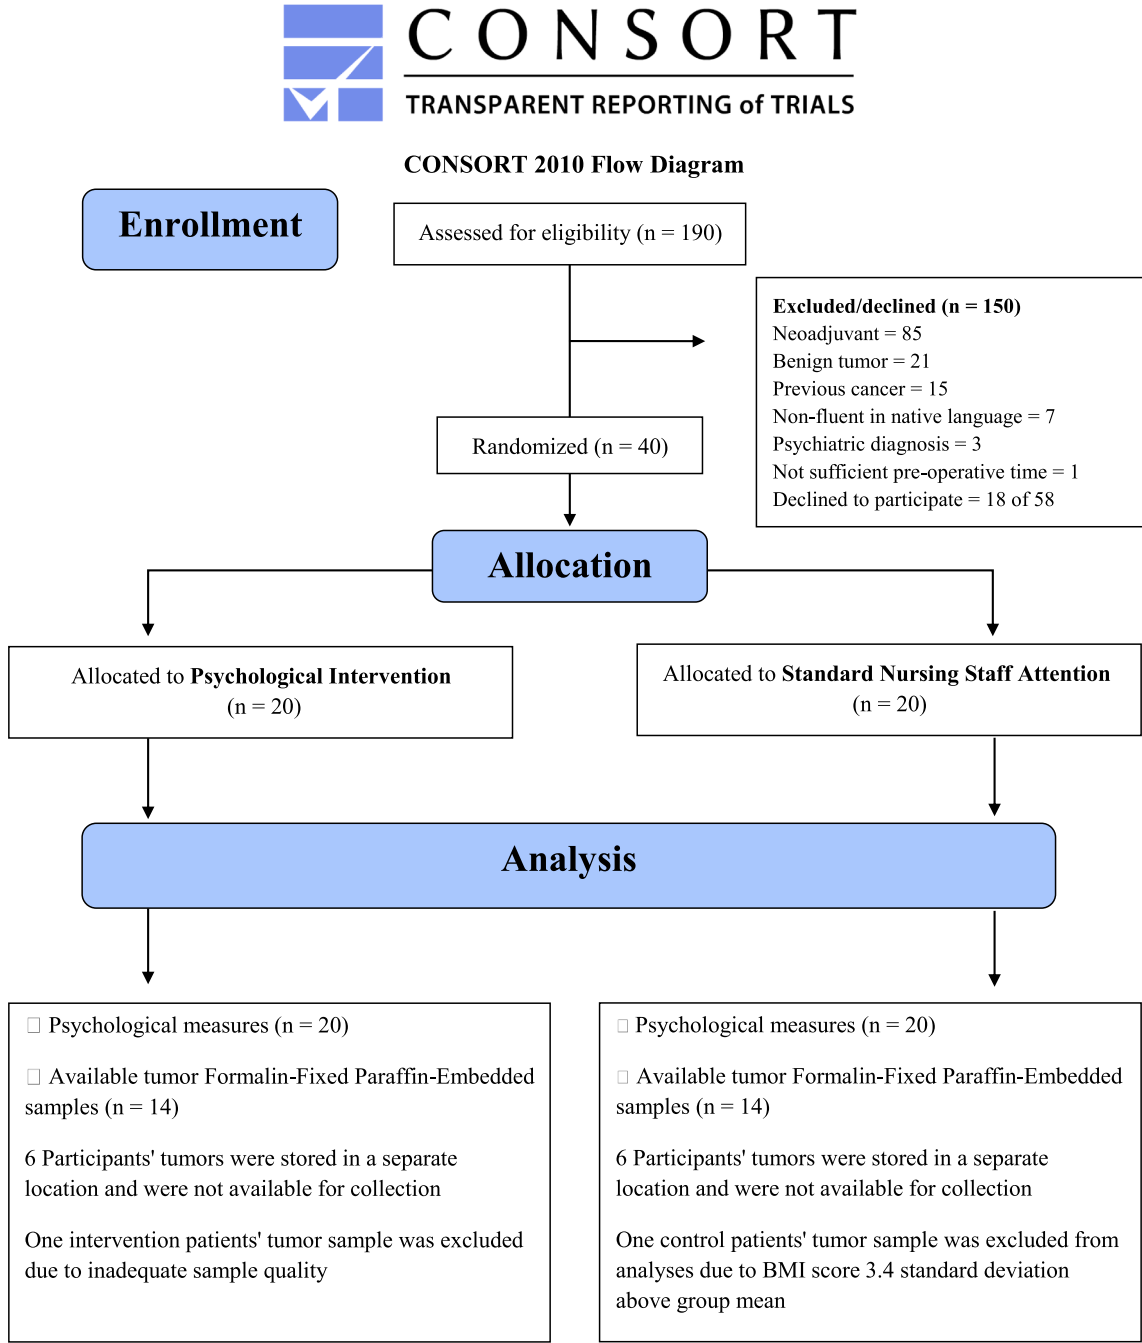 CONSORT
TRANSPARENT REPORTING of TRIALS
CONSORT 2010 Flow Diagram
Enrollment
Assessed for eligibility (n = 190)
Excluded/declined (n = 150)
Neoadjuvant = 85
Benign tumor = 21
Previous cancer = 15
Non-fluent in native language = 7
Psychiatric diagnosis = 3
Not sufficient pre-operative time = 1
Declined to participate = 18 of 58
Randomized (n = 40)
Allocation
Allocated to Psychological Intervention
(n = 20)
Allocated to Standard Nursing Staff Attention
(n = 20)
Analysis
□ Psychological measures (n = 20)
□ Available tumor Formalin-Fixed Paraffin-Embedded
samples (n = 14)
6 Participants' tumors were stored in a separate
location and were not available for collection
One intervention patients' tumor sample was excluded
due to inadequate sample quality
□ Psychological measures (n = 20)
□ Available tumor Formalin-Fixed Paraffin-Embedded
samples (n = 14)
6 Participants' tumors were stored in a separate
location and were not available for collection
One control patients' tumor sample was excluded from
analyses due to BMI score 3.4 standard deviation
above group mean